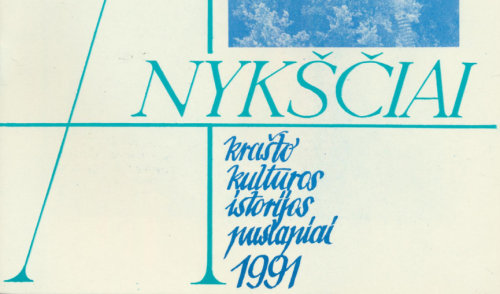 ANYKŠČIAI
krašto
kultūros
istorijos
puslapiai
1991